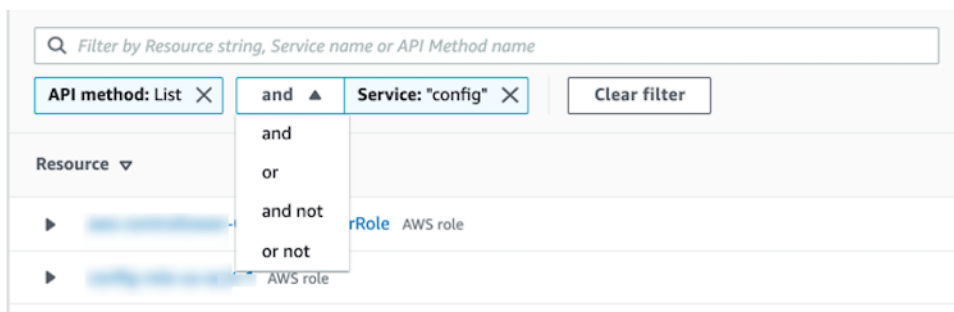 Filter by Resource string, Service name or API Method name
API method: List and Service: "config" Clear filter
and
Resource
or
and not
rRole AWS role
or not
AWS role